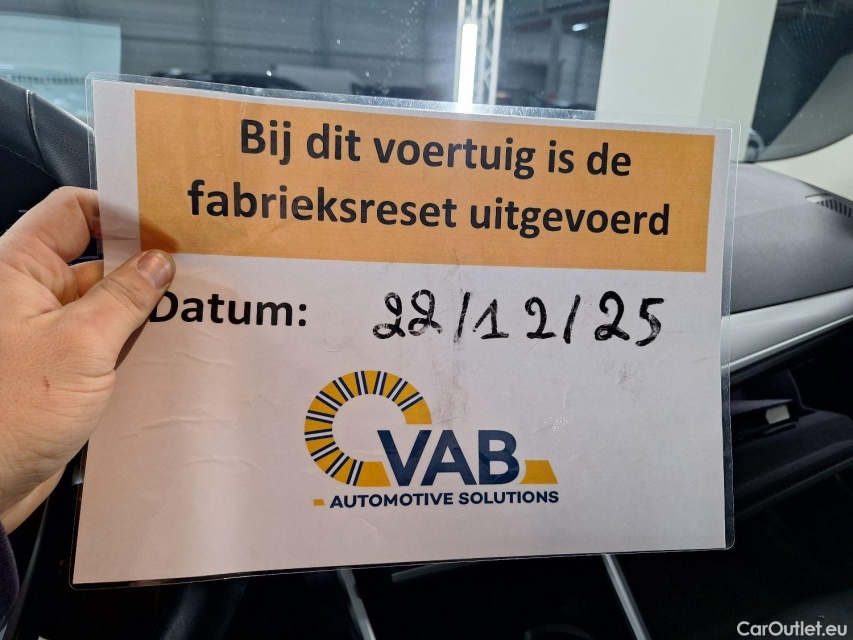 Bij dit voertuig is de
fabrieksreset uitgevoerd
Datum: 22/12/25
VAB
AUTOMOTIVE SOLUTIONS
CarOutlet.eu